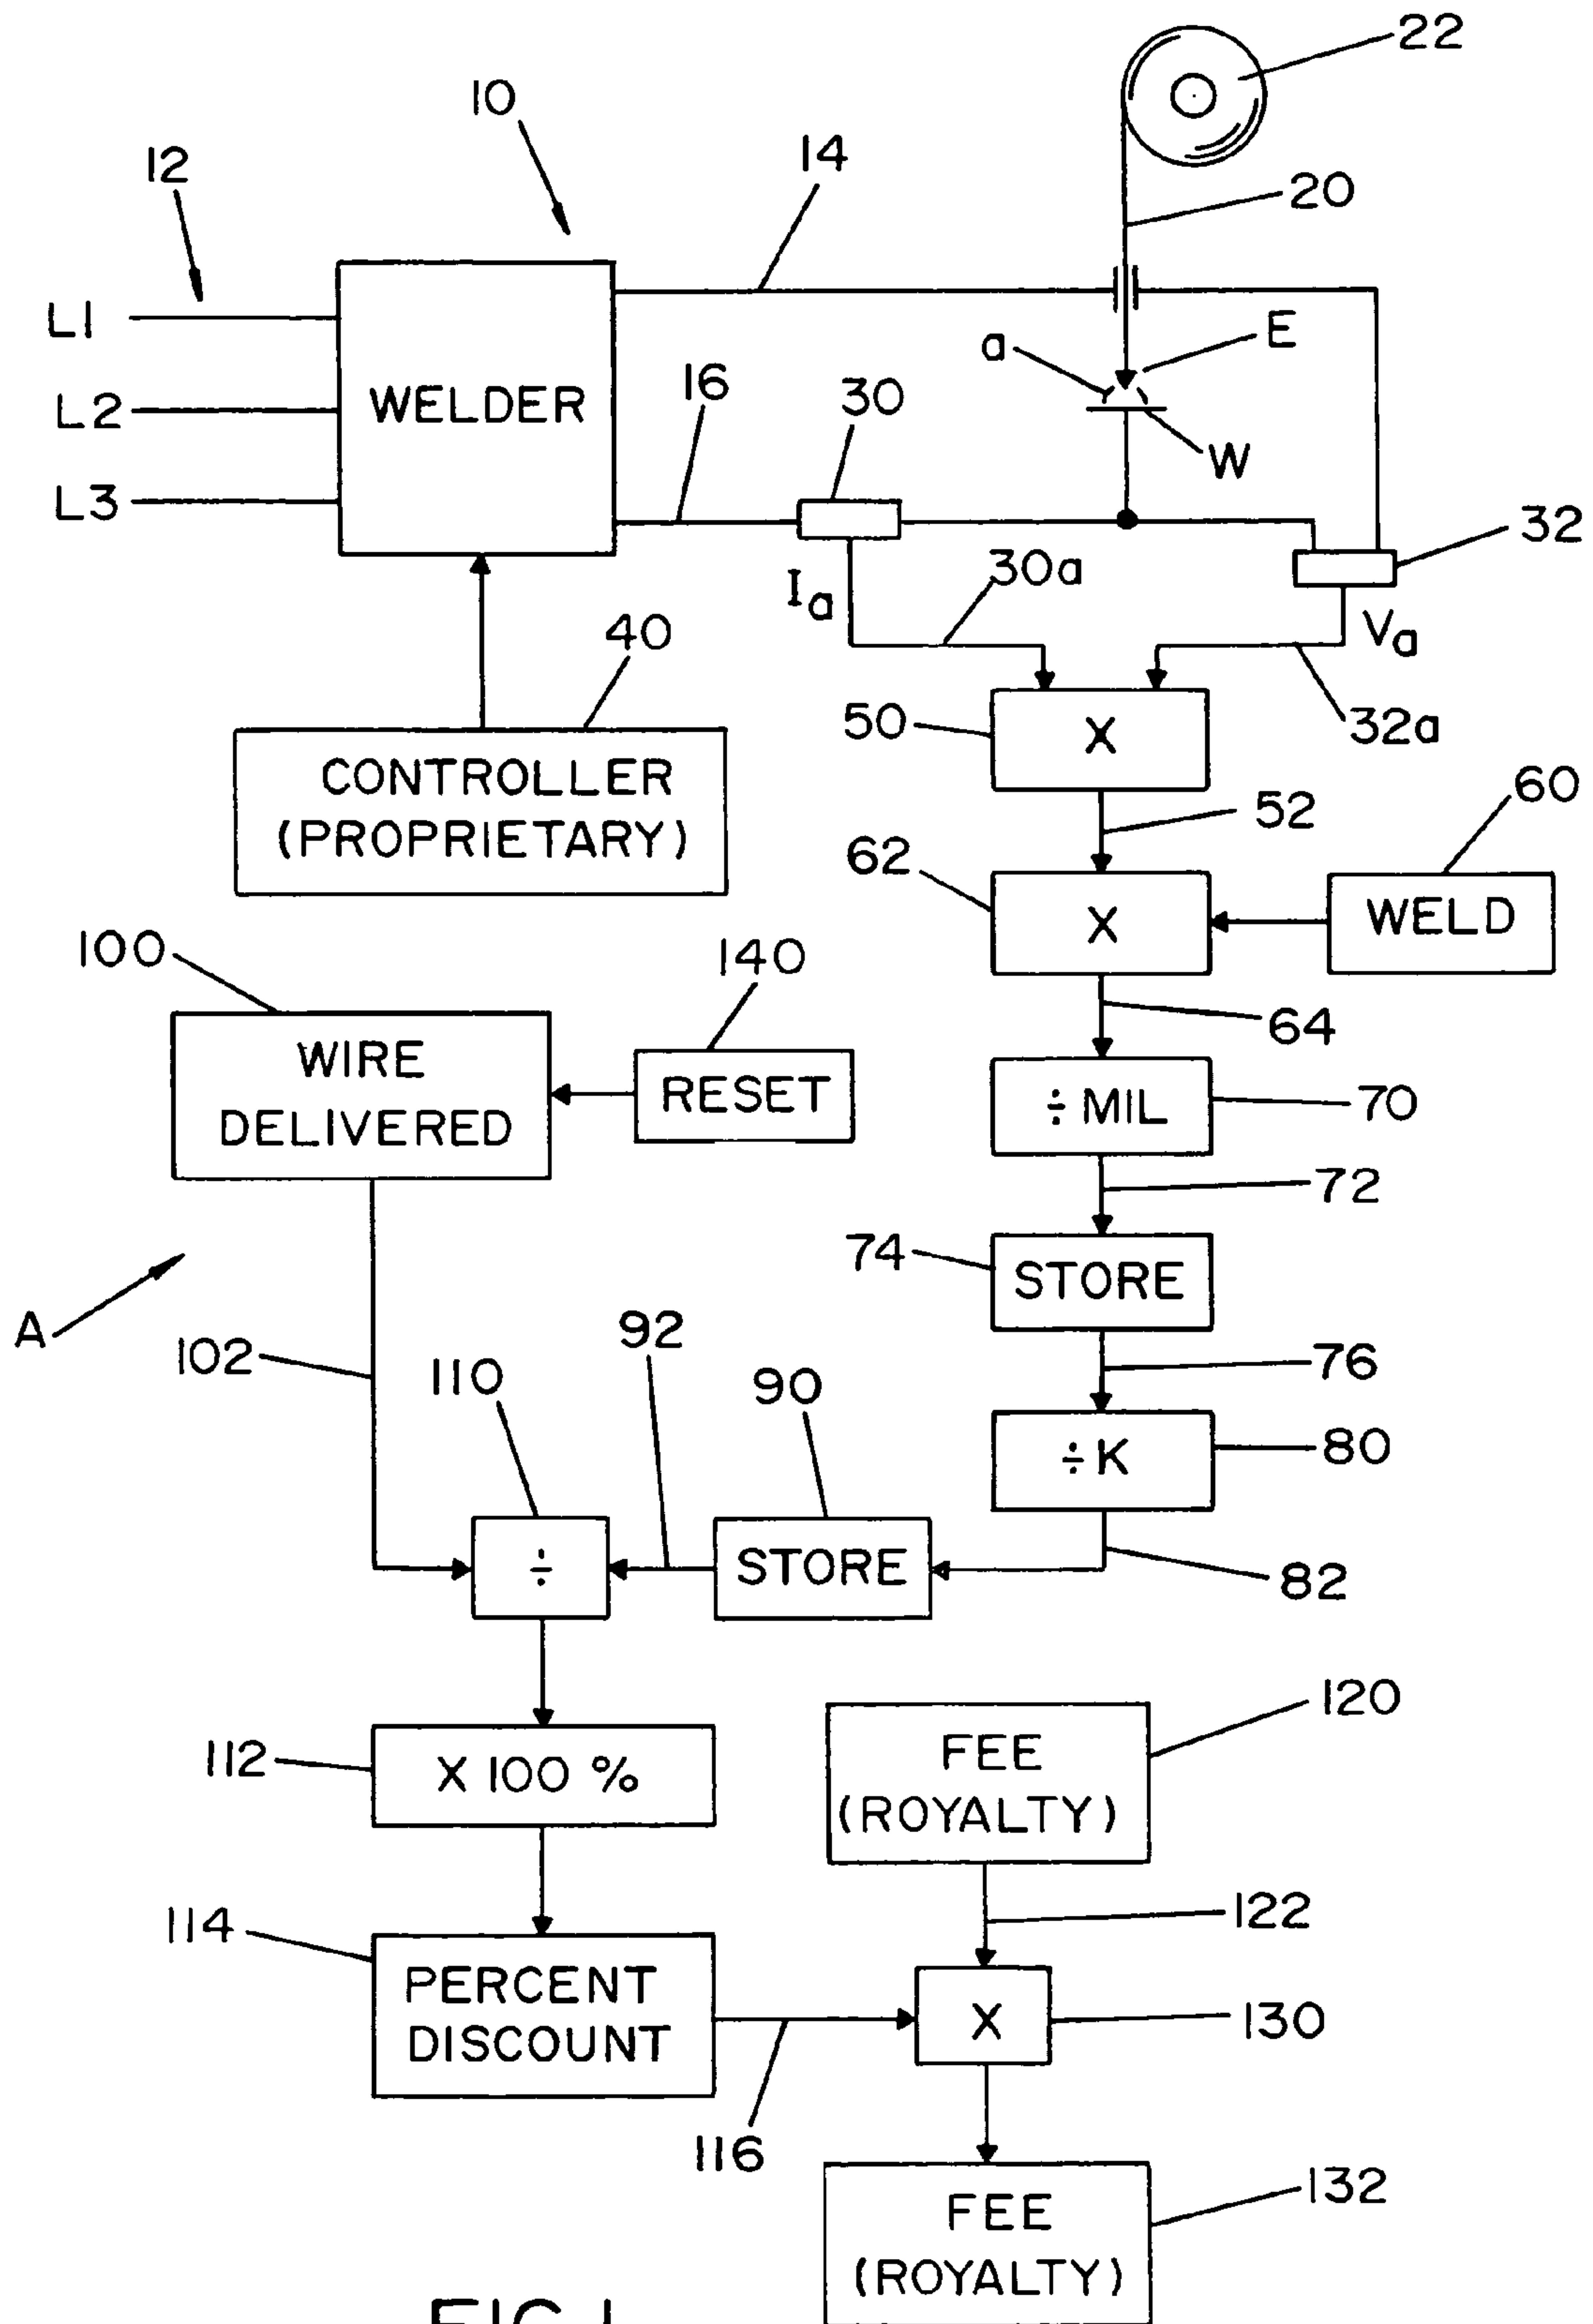 22
10
14
12
20
L1
E
a
16
30
L2
WELDER
W
L3
32
30a
Ia
Va
40
50
X
32a
CONTROLLER
(PROPRIETARY)
52
60
62
X
WELD
100
140
64
WIRE
DELIVERED
RESET
÷ MIL
70
72
74
STORE
A
92
102
76
110
90
÷ K
80
÷
STORE
82
120
112
X 100 %
FEE
(ROYALTY)
114
122
PERCENT
DISCOUNT
X
130
116
132
FEE
(ROYALTY)
FIG. 1